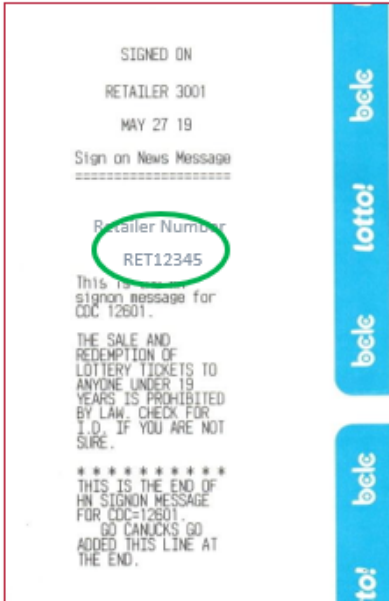 SIGNED ON
RETAILER 3001
MAY 27 19
Sign on News Message
====================
Retailer Number
RET12345
This is
signon message for
CDC 12601.
THE SALE AND
REDEMPTION OF
LOTTERY TICKETS TO
ANYONE UNDER 19
YEARS IS PROHIBITED
BY LAW. CHECK FOR
I.D. IF YOU ARE NOT
SURE.
* * * * * * * * * *
THIS IS THE END OF
HN SIGNON MESSAGE
FOR CDC=12601.
GO CANUCKS GO
ADDED THIS LINE AT
THE END.
bclc
lotto!
bclc
bclc